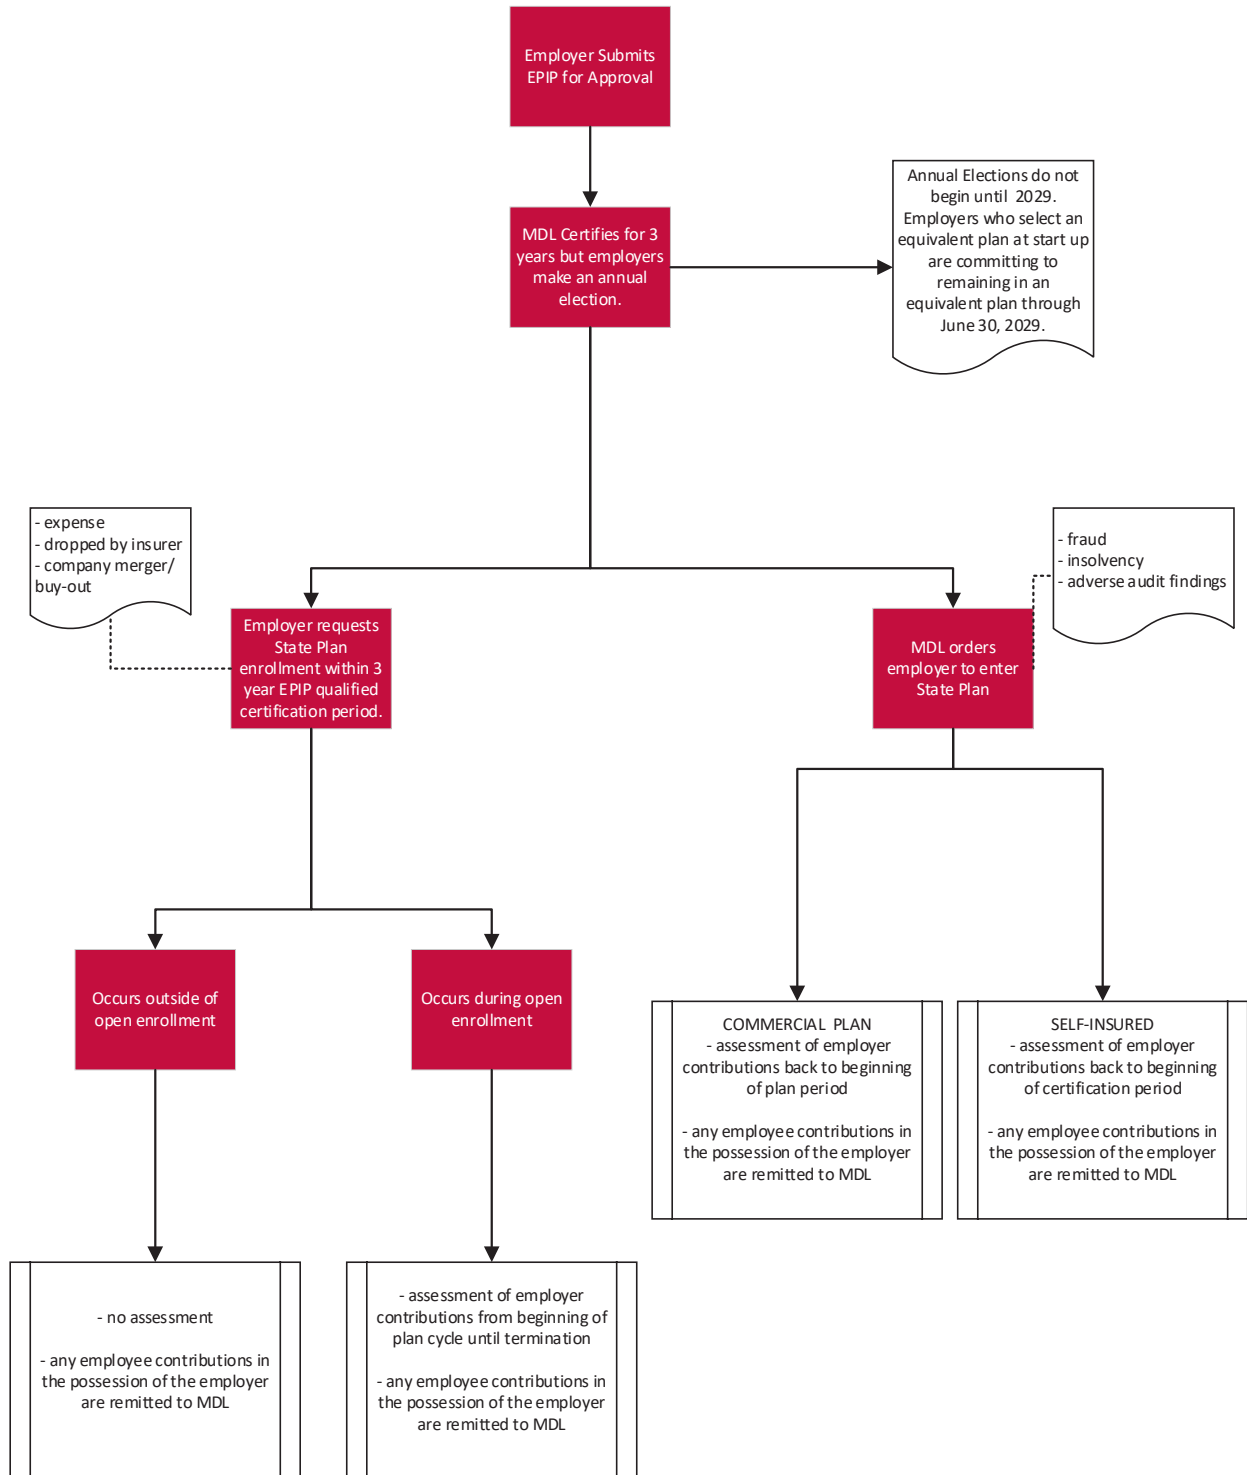 Employer Submits
EPIP for Approval
MDL Certifies for 3
years but employers
make an annual
election.
Annual Elections do not
begin until 2029.
Employers who select an
equivalent plan at start up
are committing to
remaining in an
equivalent plan through
June 30, 2029.
- expense
- dropped by insurer
- company merger/
buy-out
Employer requests
State Plan
enrollment within 3
year EPIP qualified
certification period.
- fraud
- insolvency
- adverse audit findings
MDL orders
employer to enter
State Plan
Occurs outside of
open enrollment
Occurs during open
enrollment
COMMERCIAL PLAN
- assessment of employer
contributions back to beginning
of plan period
- any employee contributions in
the possession of the employer
are remitted to MDL
SELF-INSURED
- assessment of employer
contributions back to beginning
of certification period
- any employee contributions in
the possession of the employer
are remitted to MDL
- no assessment
- any employee contributions in
the possession of the employer
are remitted to MDL
- assessment of employer
contributions from beginning of
plan cycle until termination
- any employee contributions in
the possession of the employer
are remitted to MDL